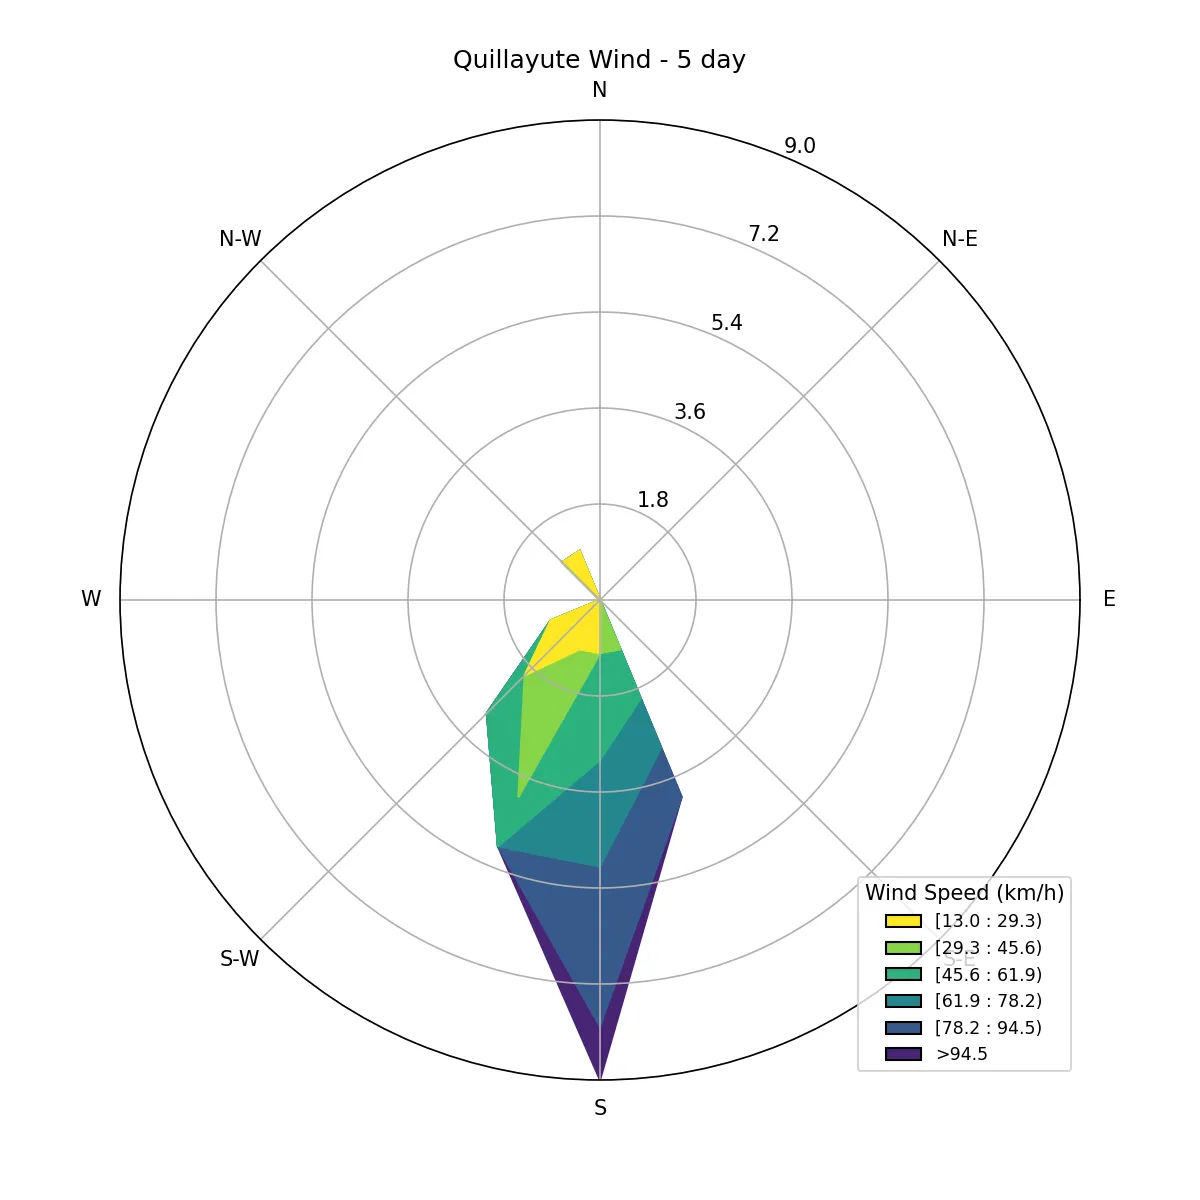 Quillayute Wind - 5 day
N
9.0
N-W
N-E
7.2
5.4
3.6
1.8
W
E
S-W
S-E
Wind Speed (km/h)
[13.0 : 29.3)
[29.3 : 45.6)
[45.6 : 61.9)
[61.9 : 78.2)
[78.2 : 94.5)
>94.5
S